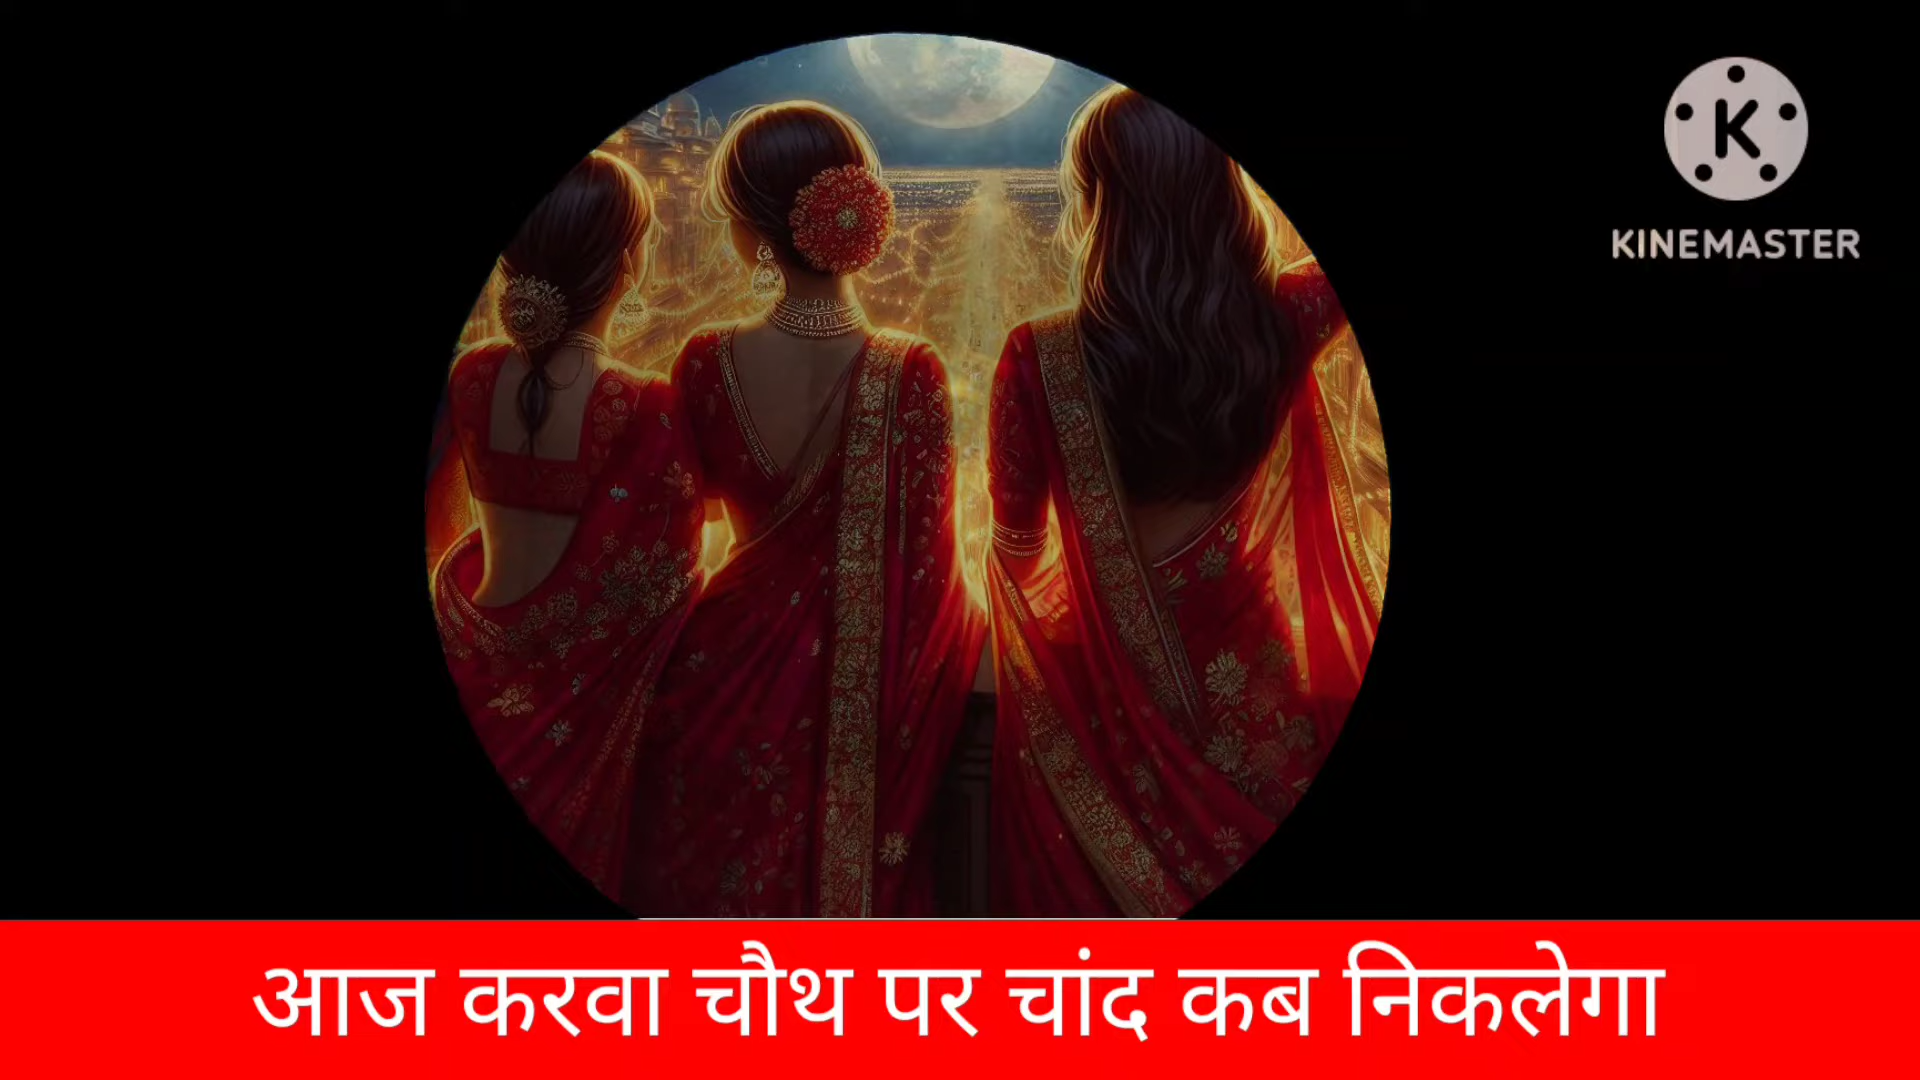 K
KINEMASTER
आज करवा चौथ पर चांद कब निकलेगा